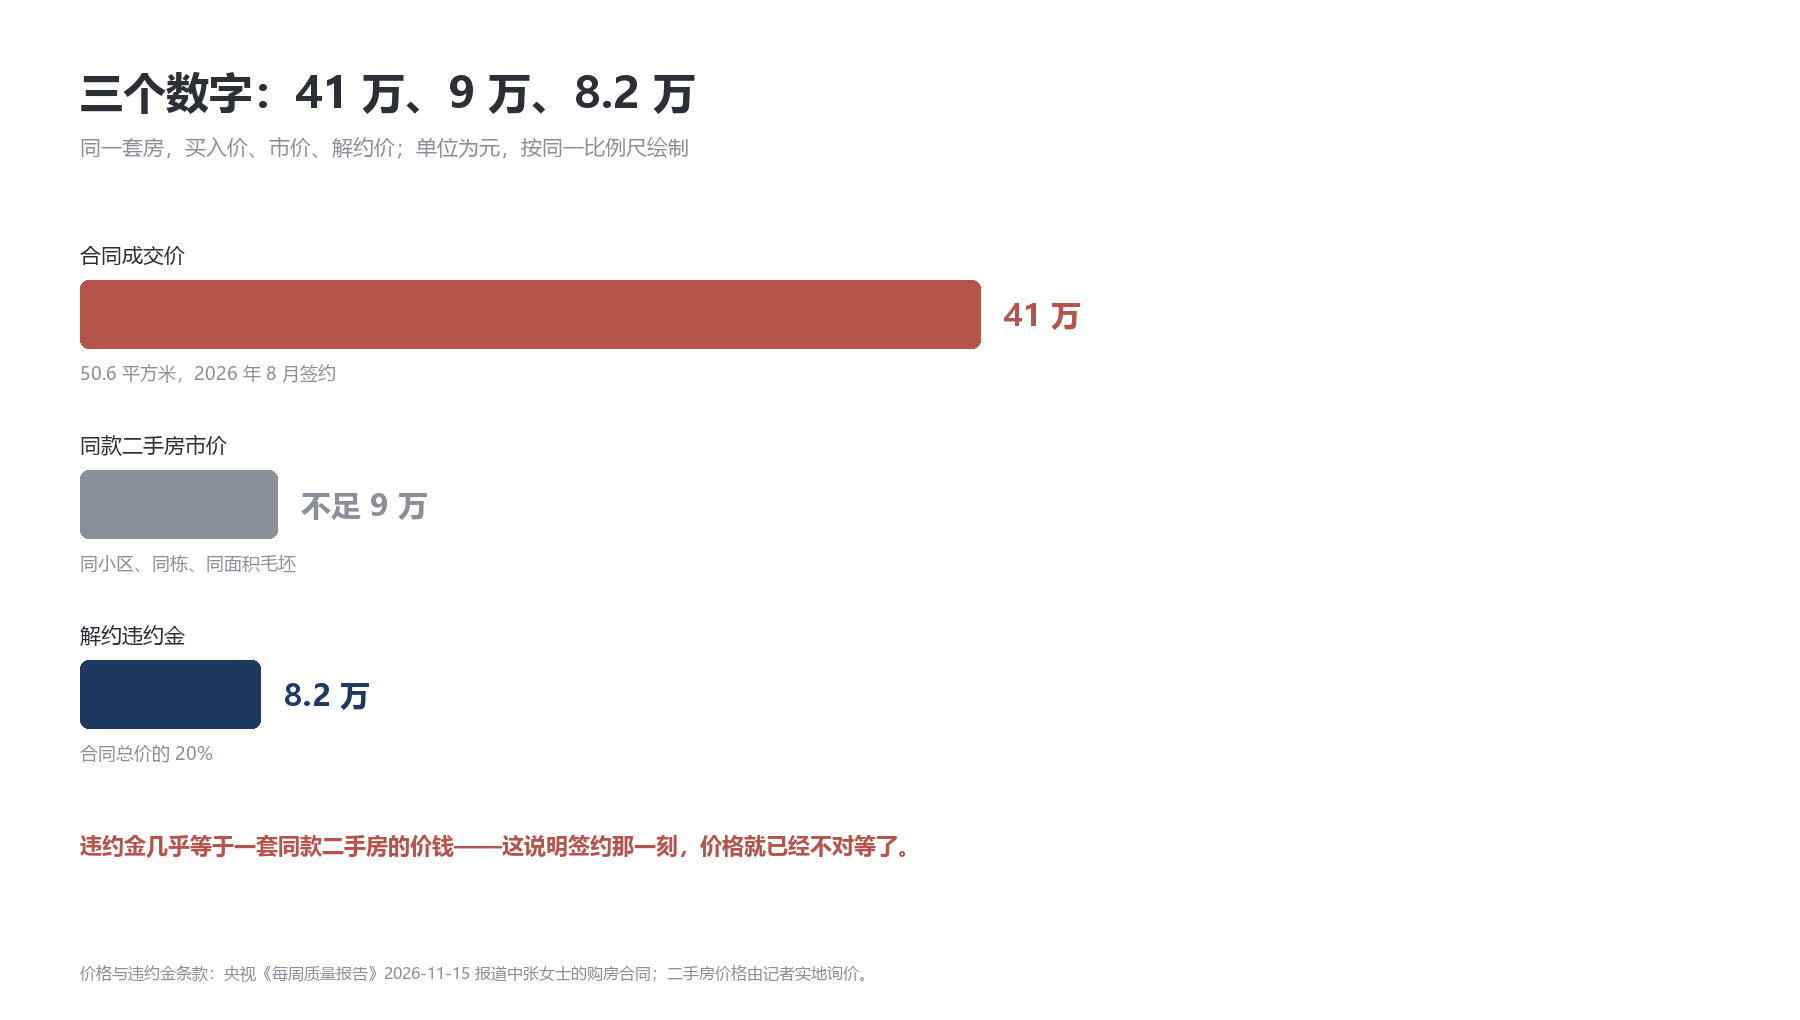 三个数字：41 万、9 万、8.2 万
同一套房，买入价、市价、解约价；单位为元，按同一比例尺绘制
合同成交价
41 万
50.6 平方米，2026 年 8 月签约
同款二手房市价
不足 9 万
同小区、同栋、同面积毛坯
解约违约金
8.2 万
合同总价的 20%
违约金几乎等于一套同款二手房的价钱——这说明签约那一刻，价格就已经不对等了。
价格与违约金条款：央视《每周质量报告》2026-11-15 报道中张女士的购房合同；二手房价格由记者实地询价。